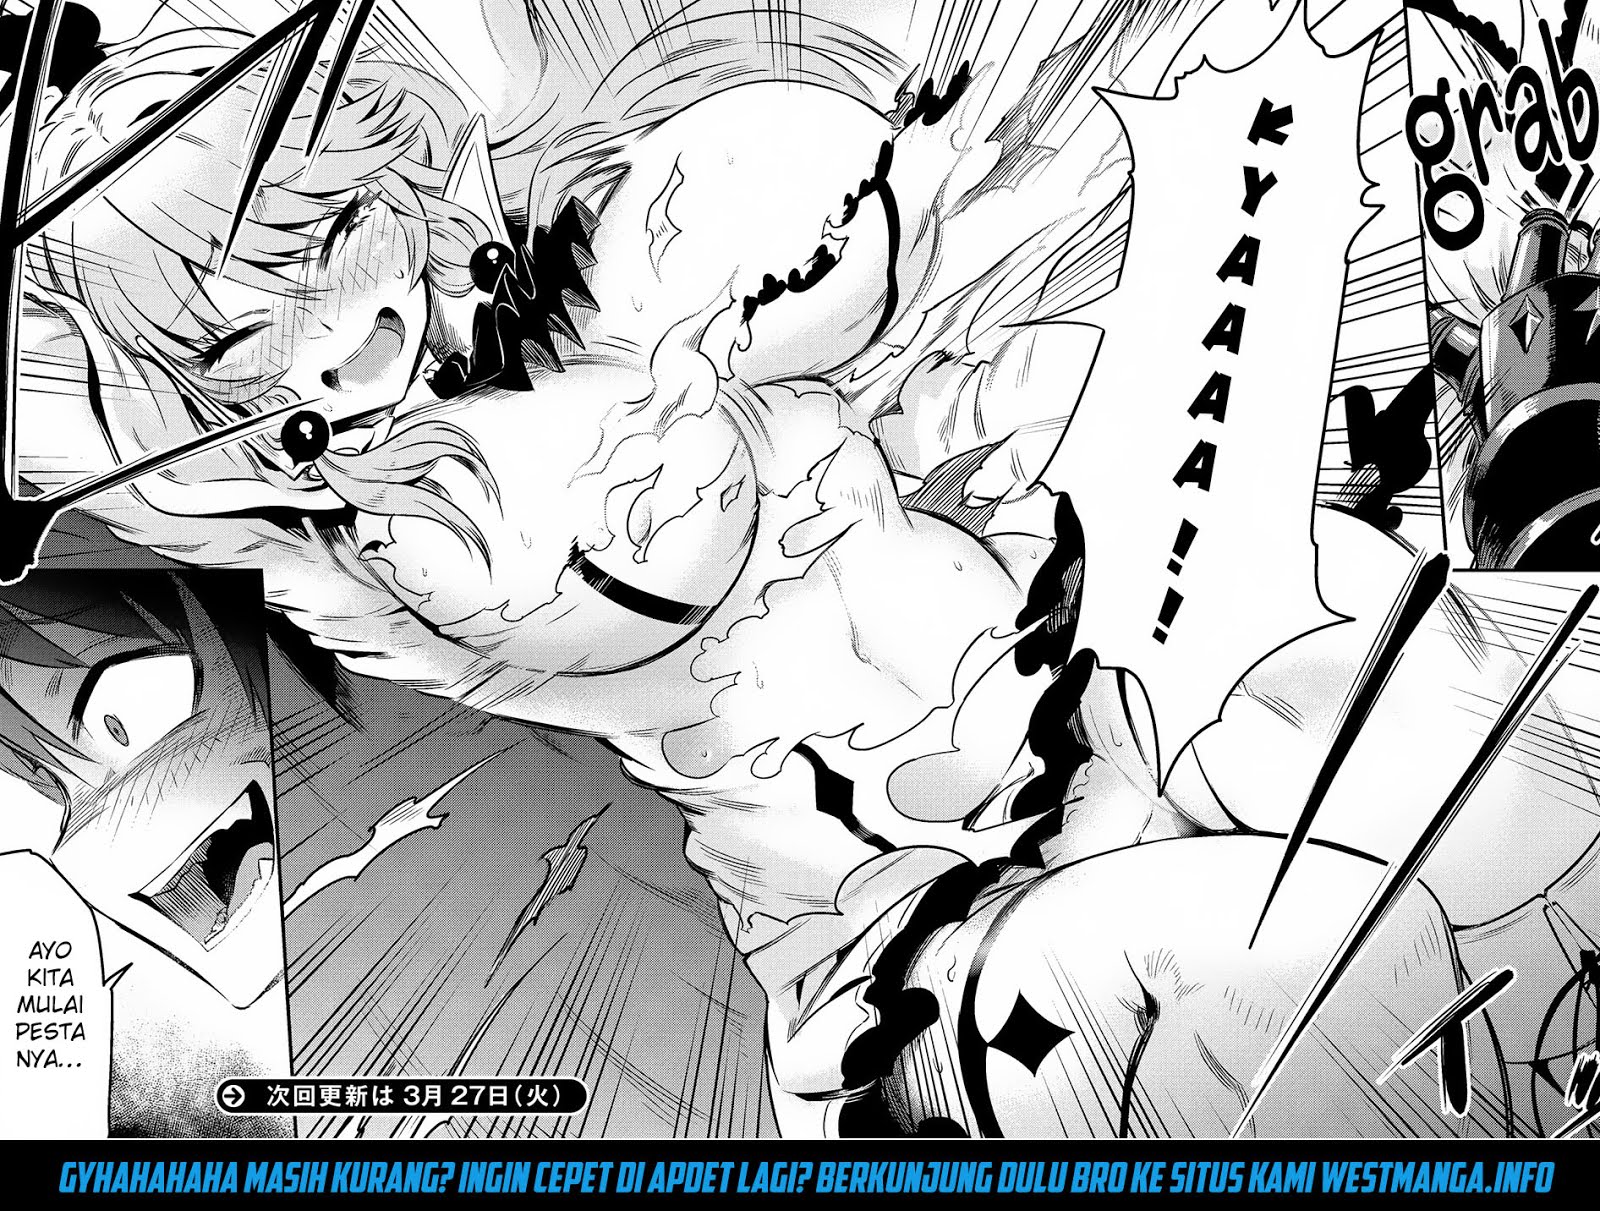 grab
KYAAAAA!!
AYO
KITA
MULAI
PESTA
NYA...
次回更新は 3月 27日(火)
GYHAHAHAHA MASIH KURANG? INGIN CEPET DI APDET LAGI? BERKUNJUNG DULU BRO KE SITUS KAMI WESTMANGA.INFO